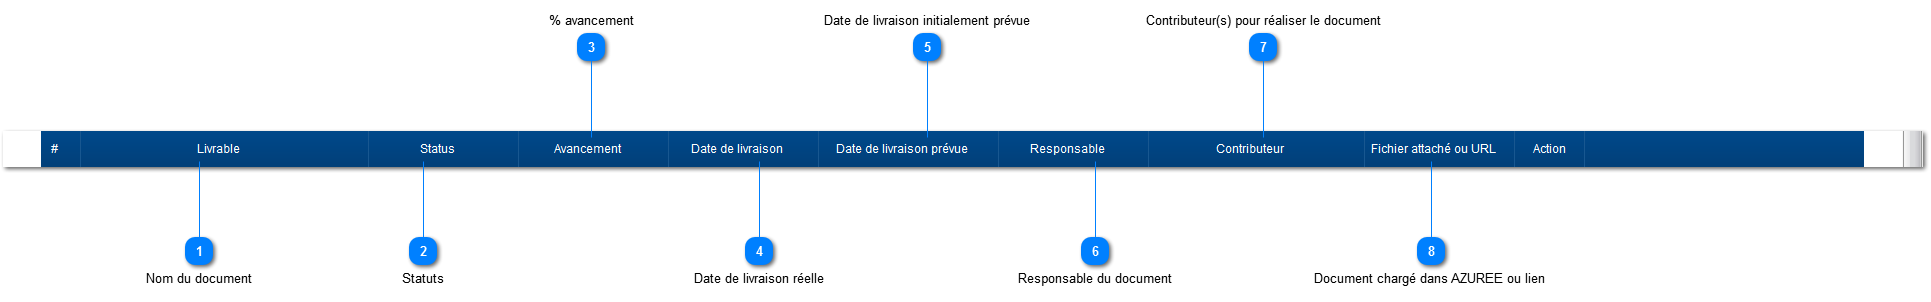 % avancement
Date de livraison initialement prévue
Contributeur(s) pour réaliser le document
3
5
7
# Livrable Status Avancement Date de livraison Date de livraison prévue Responsable Contributeur Fichier attaché ou URL Action
1
2
4
6
8
Nom du document
Statuts
Date de livraison réelle
Responsable du document
Document chargé dans AZUREE ou lien